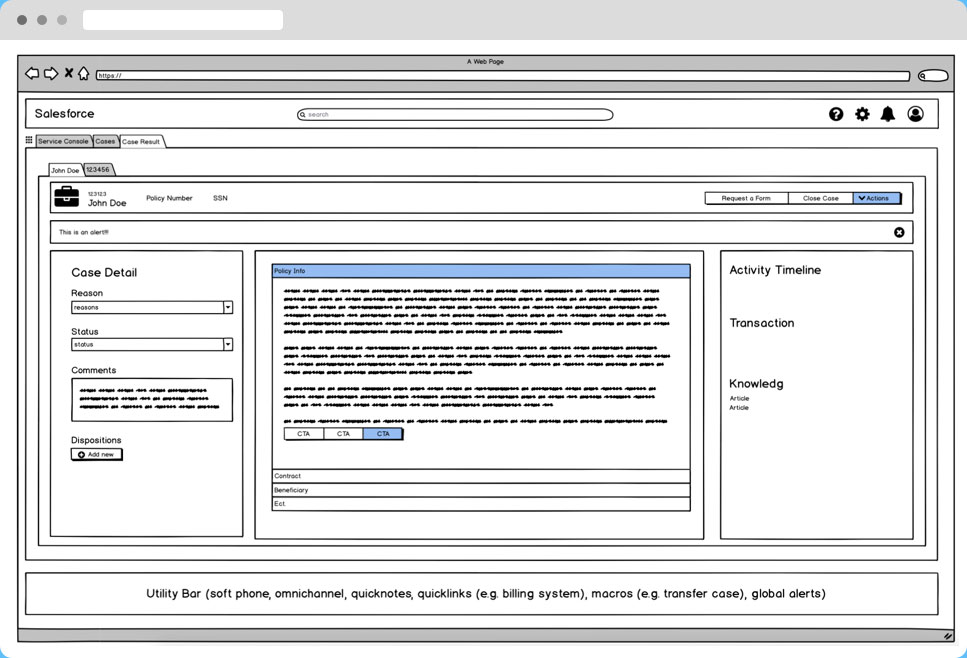 A Web Page
https://
Salesforce
search
Service Console
Cases
Case Result
John Doe
123456
123123
John Doe
Policy Number
SSN
Request a Form
Close Case
Actions
This is an alert!!!
Case Detail
Reason
reasons
Status
status
Comments
Dispositions
Add new
Policy Info
CTA
CTA
CTA
Contract
Beneficiary
Ect.
Activity Timeline
Transaction
Knowledg
Article
Article
Utility Bar (soft phone, omnichannel, quicknotes, quicklinks (e.g. billing system), macros (e.g. transfer case), global alerts)